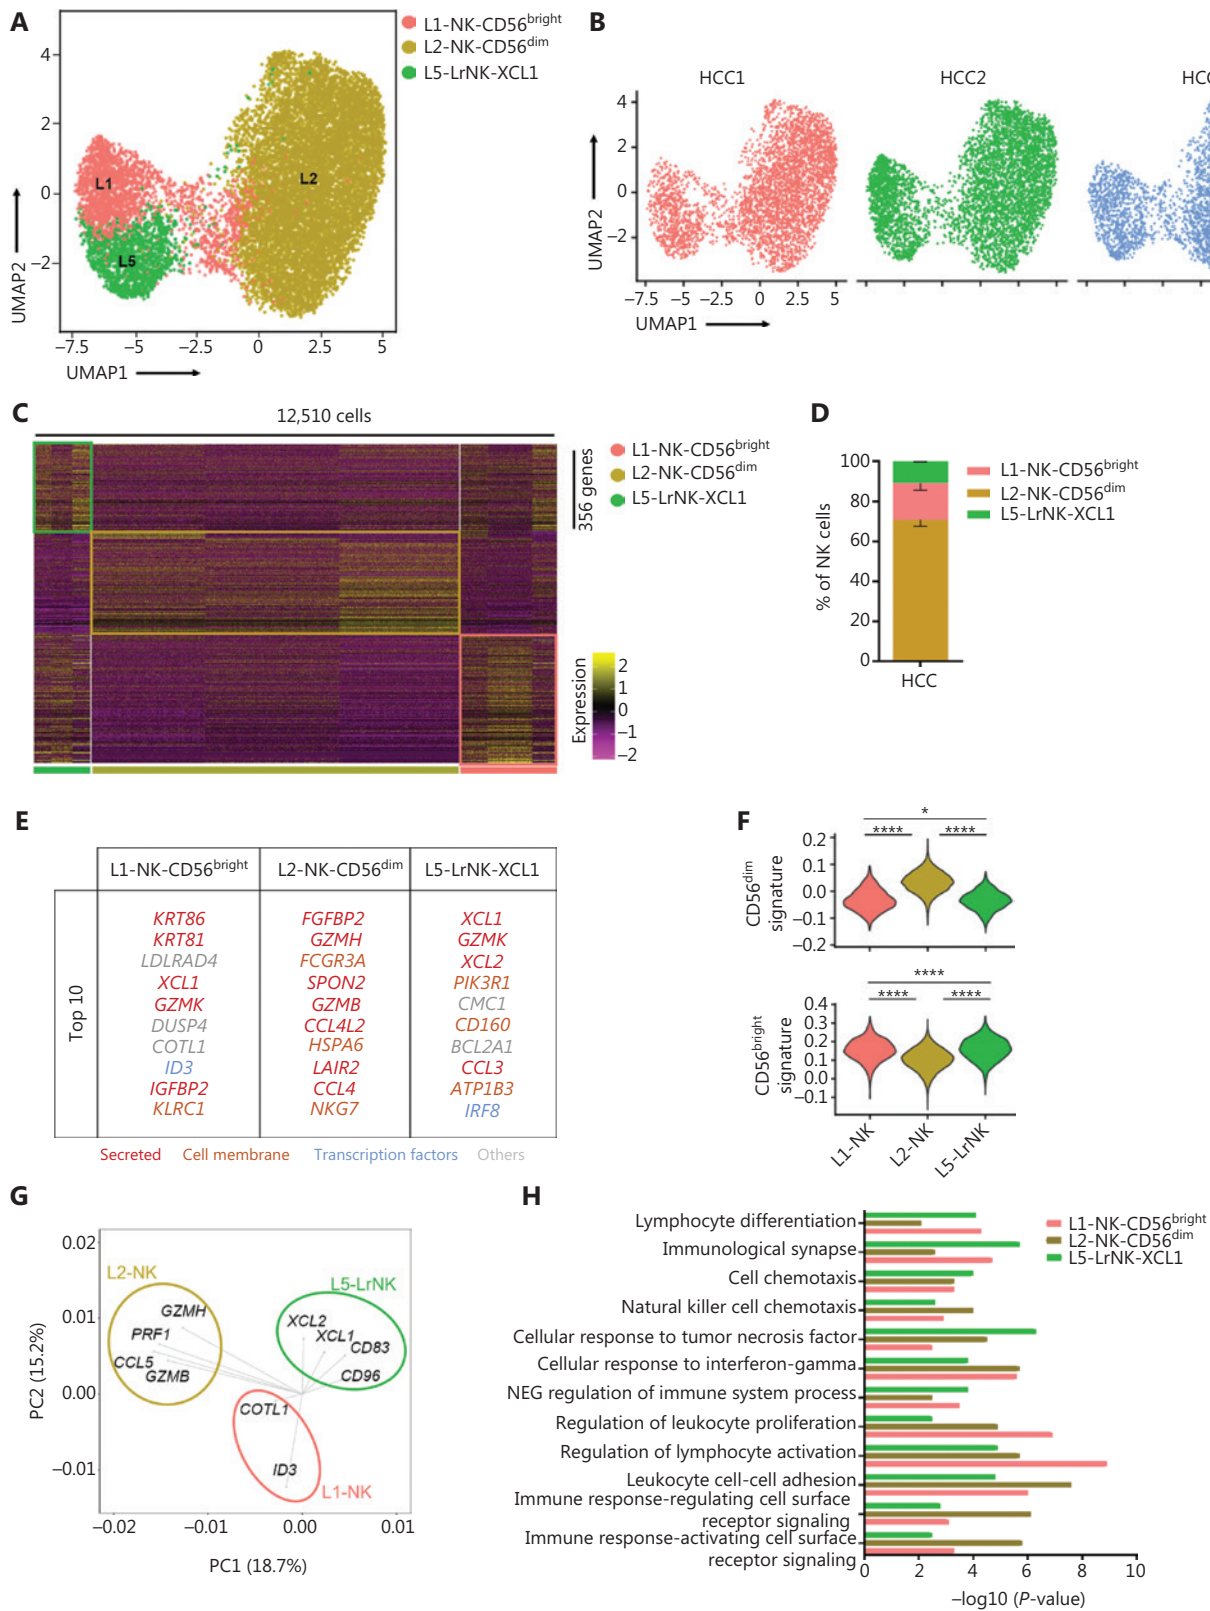 A
L1-NK-CD56bright
L2-NK-CD56dim
L5-LrNK-XCL1
4
2
0
−2
L1
L2
L5
UMAP2
−7.5 −5 −2.5 0 2.5 5
UMAP1
B
HCC1
HCC2
HCC
4
2
0
−2
UMAP2
−7.5 −5 −2.5 0 2.5 5
UMAP1
C
12,510 cells
356 genes
L1-NK-CD56bright
L2-NK-CD56dim
L5-LrNK-XCL1
Expression
2
1
0
−1
−2
D
100
80
60
40
20
0
% of NK cells
HCC
L1-NK-CD56bright
L2-NK-CD56dim
L5-LrNK-XCL1
E
L1-NK-CD56bright L2-NK-CD56dim L5-LrNK-XCL1
Top 10
KRT86 FGFBP2 XCL1
KRT81 GZMH GZMK
LDLRAD4 FCGR3A XCL2
XCL1 SPON2 PIK3R1
GZMK GZMB CMC1
DUSP4 CCL4L2 CD160
COTL1 HSPA6 BCL2A1
ID3 LAIR2 CCL3
IGFBP2 CCL4 ATP1B3
KLRC1 NKG7 IRF8
Secreted Cell membrane Transcription factors Others
F
*
**** ****
0.2
0.1
0.0
−0.1
−0.2
CD56dim
signature
****
**** ****
0.4
0.3
0.2
0.1
0.0
−0.1
CD56bright
signature
L1-NK
L2-NK
L5-LrNK
G
0.02
0.01
0.00
−0.01
PC2 (15.2%)
L2-NK
GZMH
PRF1
CCL5
GZMB
L5-LrNK
XCL2
XCL1
CD83
CD96
COTL1
ID3
L1-NK
−0.02 −0.01 0.00 0.01
PC1 (18.7%)
H
Lymphocyte differentiation
Immunological synapse
Cell chemotaxis
Natural killer cell chemotaxis
Cellular response to tumor necrosis factor
Cellular response to interferon-gamma
NEG regulation of immune system process
Regulation of leukocyte proliferation
Regulation of lymphocyte activation
Leukocyte cell-cell adhesion
Immune response-regulating cell surface
receptor signaling
Immune response-activating cell surface
receptor signaling
L1-NK-CD56bright
L2-NK-CD56dim
L5-LrNK-XCL1
0 2 4 6 8 10
−log10 (P-value)